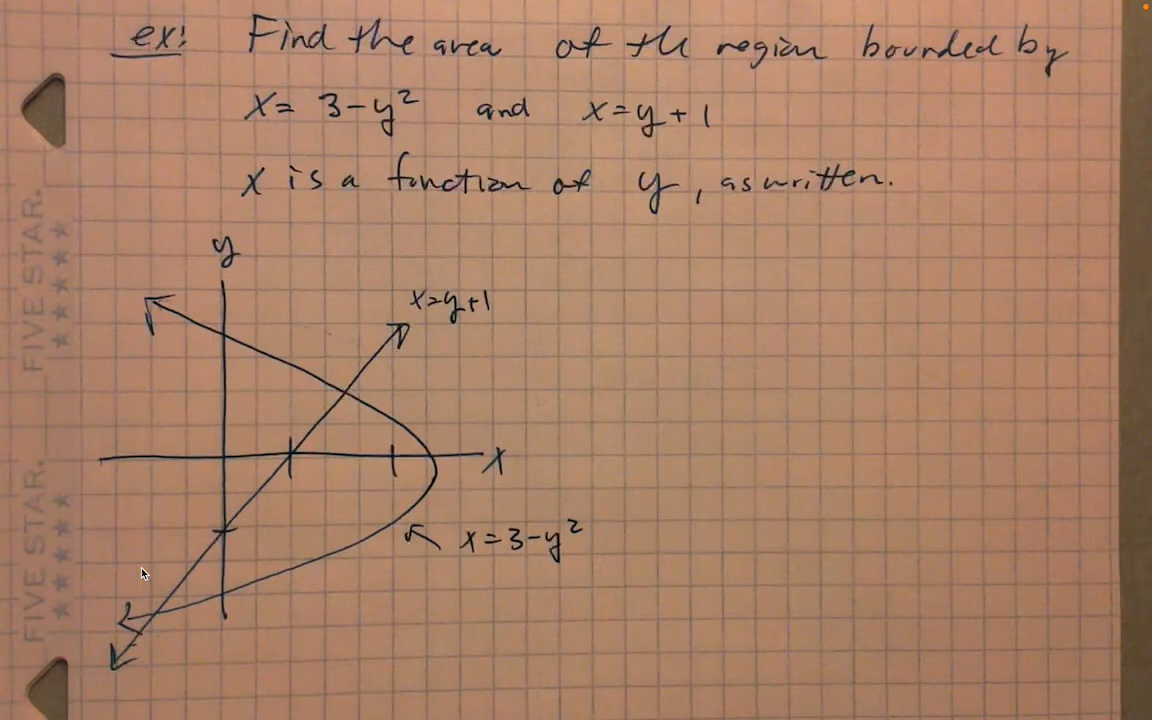 ex: Find the area of the region bounded by
x = 3 - y² and x = y + 1
x is a function of y, as written.
y
x = y + 1
x
x = 3 - y²
FIVE STAR. ★★★★★
FIVE STAR. ★★★★★